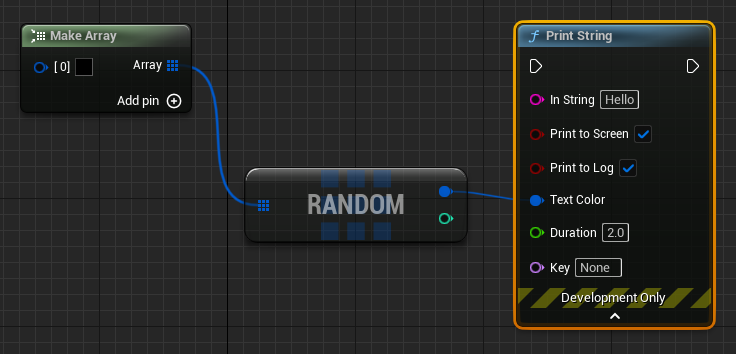 Make Array
[ 0]
Array
Add pin
RANDOM
Print String
In String Hello
Print to Screen
Print to Log
Text Color
Duration 2.0
Key None
Development Only